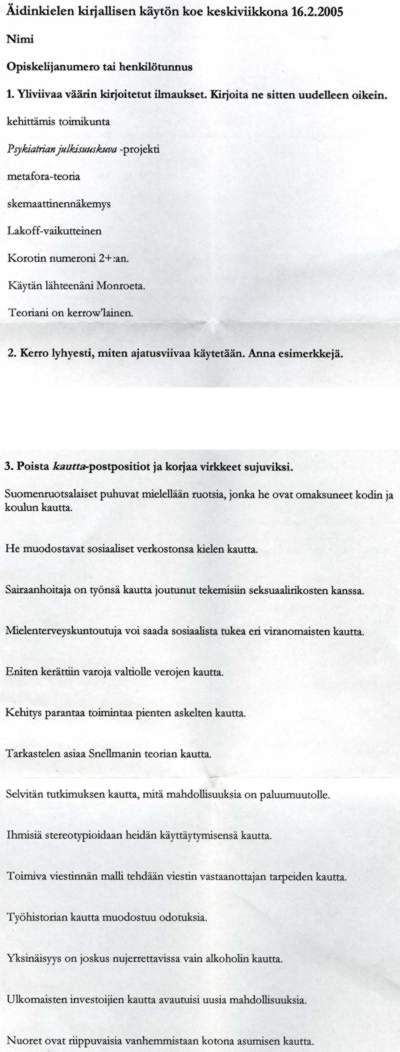 Äidinkielen kirjallisen käytön koe keskiviikkona 16.2.2005
Nimi
Opiskelijanumero tai henkilötunnus
1. Yliviivaa väärin kirjoitetut ilmaukset. Kirjoita ne sitten uudelleen oikein.
kehittämis toimikunta
Psykiatrian julkisuuskuva -projekti
metafora-teoria
skemaattinennäkemys
Lakoff-vaikutteinen
Korotin numeroni 2+:an.
Käytän lähteenäni Monroeta.
Teoriani on kerrow'lainen.
2. Kerro lyhyesti, miten ajatusviivaa käytetään. Anna esimerkkejä.
3. Poista kautta-postpositiot ja korjaa virkkeet sujuviksi.
Suomenruotsalaiset puhuvat mielellään ruotsia, jonka he ovat omaksuneet kodin ja
koulun kautta.
He muodostavat sosiaaliset verkostonsa kielen kautta.
Sairaanhoitaja on työnsä kautta joutunut tekemisiin seksuaalirikosten kanssa.
Mielenterveyskuntoutuja voi saada sosiaalista tukea eri viranomaisten kautta.
Eniten kerättiin varoja valtiolle verojen kautta.
Kehitys parantaa toimintaa pienten askelten kautta.
Tarkastelen asiaa Snellmanin teorian kautta.
Selvitän tutkimuksen kautta, mitä mahdollisuuksia on paluumuutolle.
Ihmisiä stereotypioidaan heidän käyttäytymisensä kautta.
Toimiva viestinnän malli tehdään viestin vastaanottajan tarpeiden kautta.
Työhistorian kautta muodostuu odotuksia.
Yksinäisyys on joskus nujerrettavissa vain alkoholin kautta.
Ulkomaisten investoijien kautta avautuisi uusia mahdollisuuksia.
Nuoret ovat riippuvaisia vanhemmistaan kotona asumisen kautta.